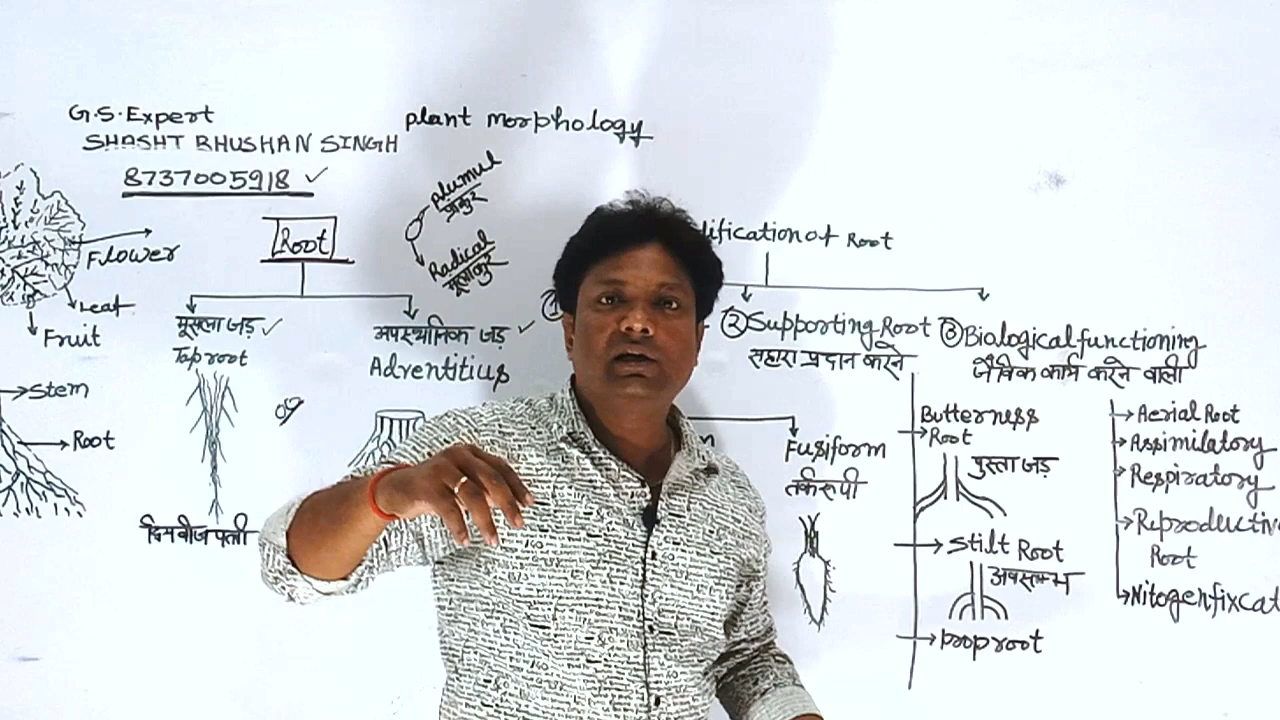 G.S.Expert
SHASHI BHUSHAN SINGH
8737005918
plant morphology
plumul
प्रांकुर
Radical
मूलांकुर
Root
Flower
Leaf
Fruit
Stem
Root
मूसला जड़
Tap root
द्विबीजपत्री
अपस्थानिक जड़
Adventitius
dification of Root
①
② Supporting Root
सहारा प्रदान करने
③ Biological functioning
जैविक कार्य करने वाली
Fusiform
तर्करूपी
Butterness
Root
पुस्ता जड़
Stilt Root
अवस्तम्भ
prop root
Aerial Root
Assimilatory
Respiratory
Reproductive
Root
Nitogenfixcat